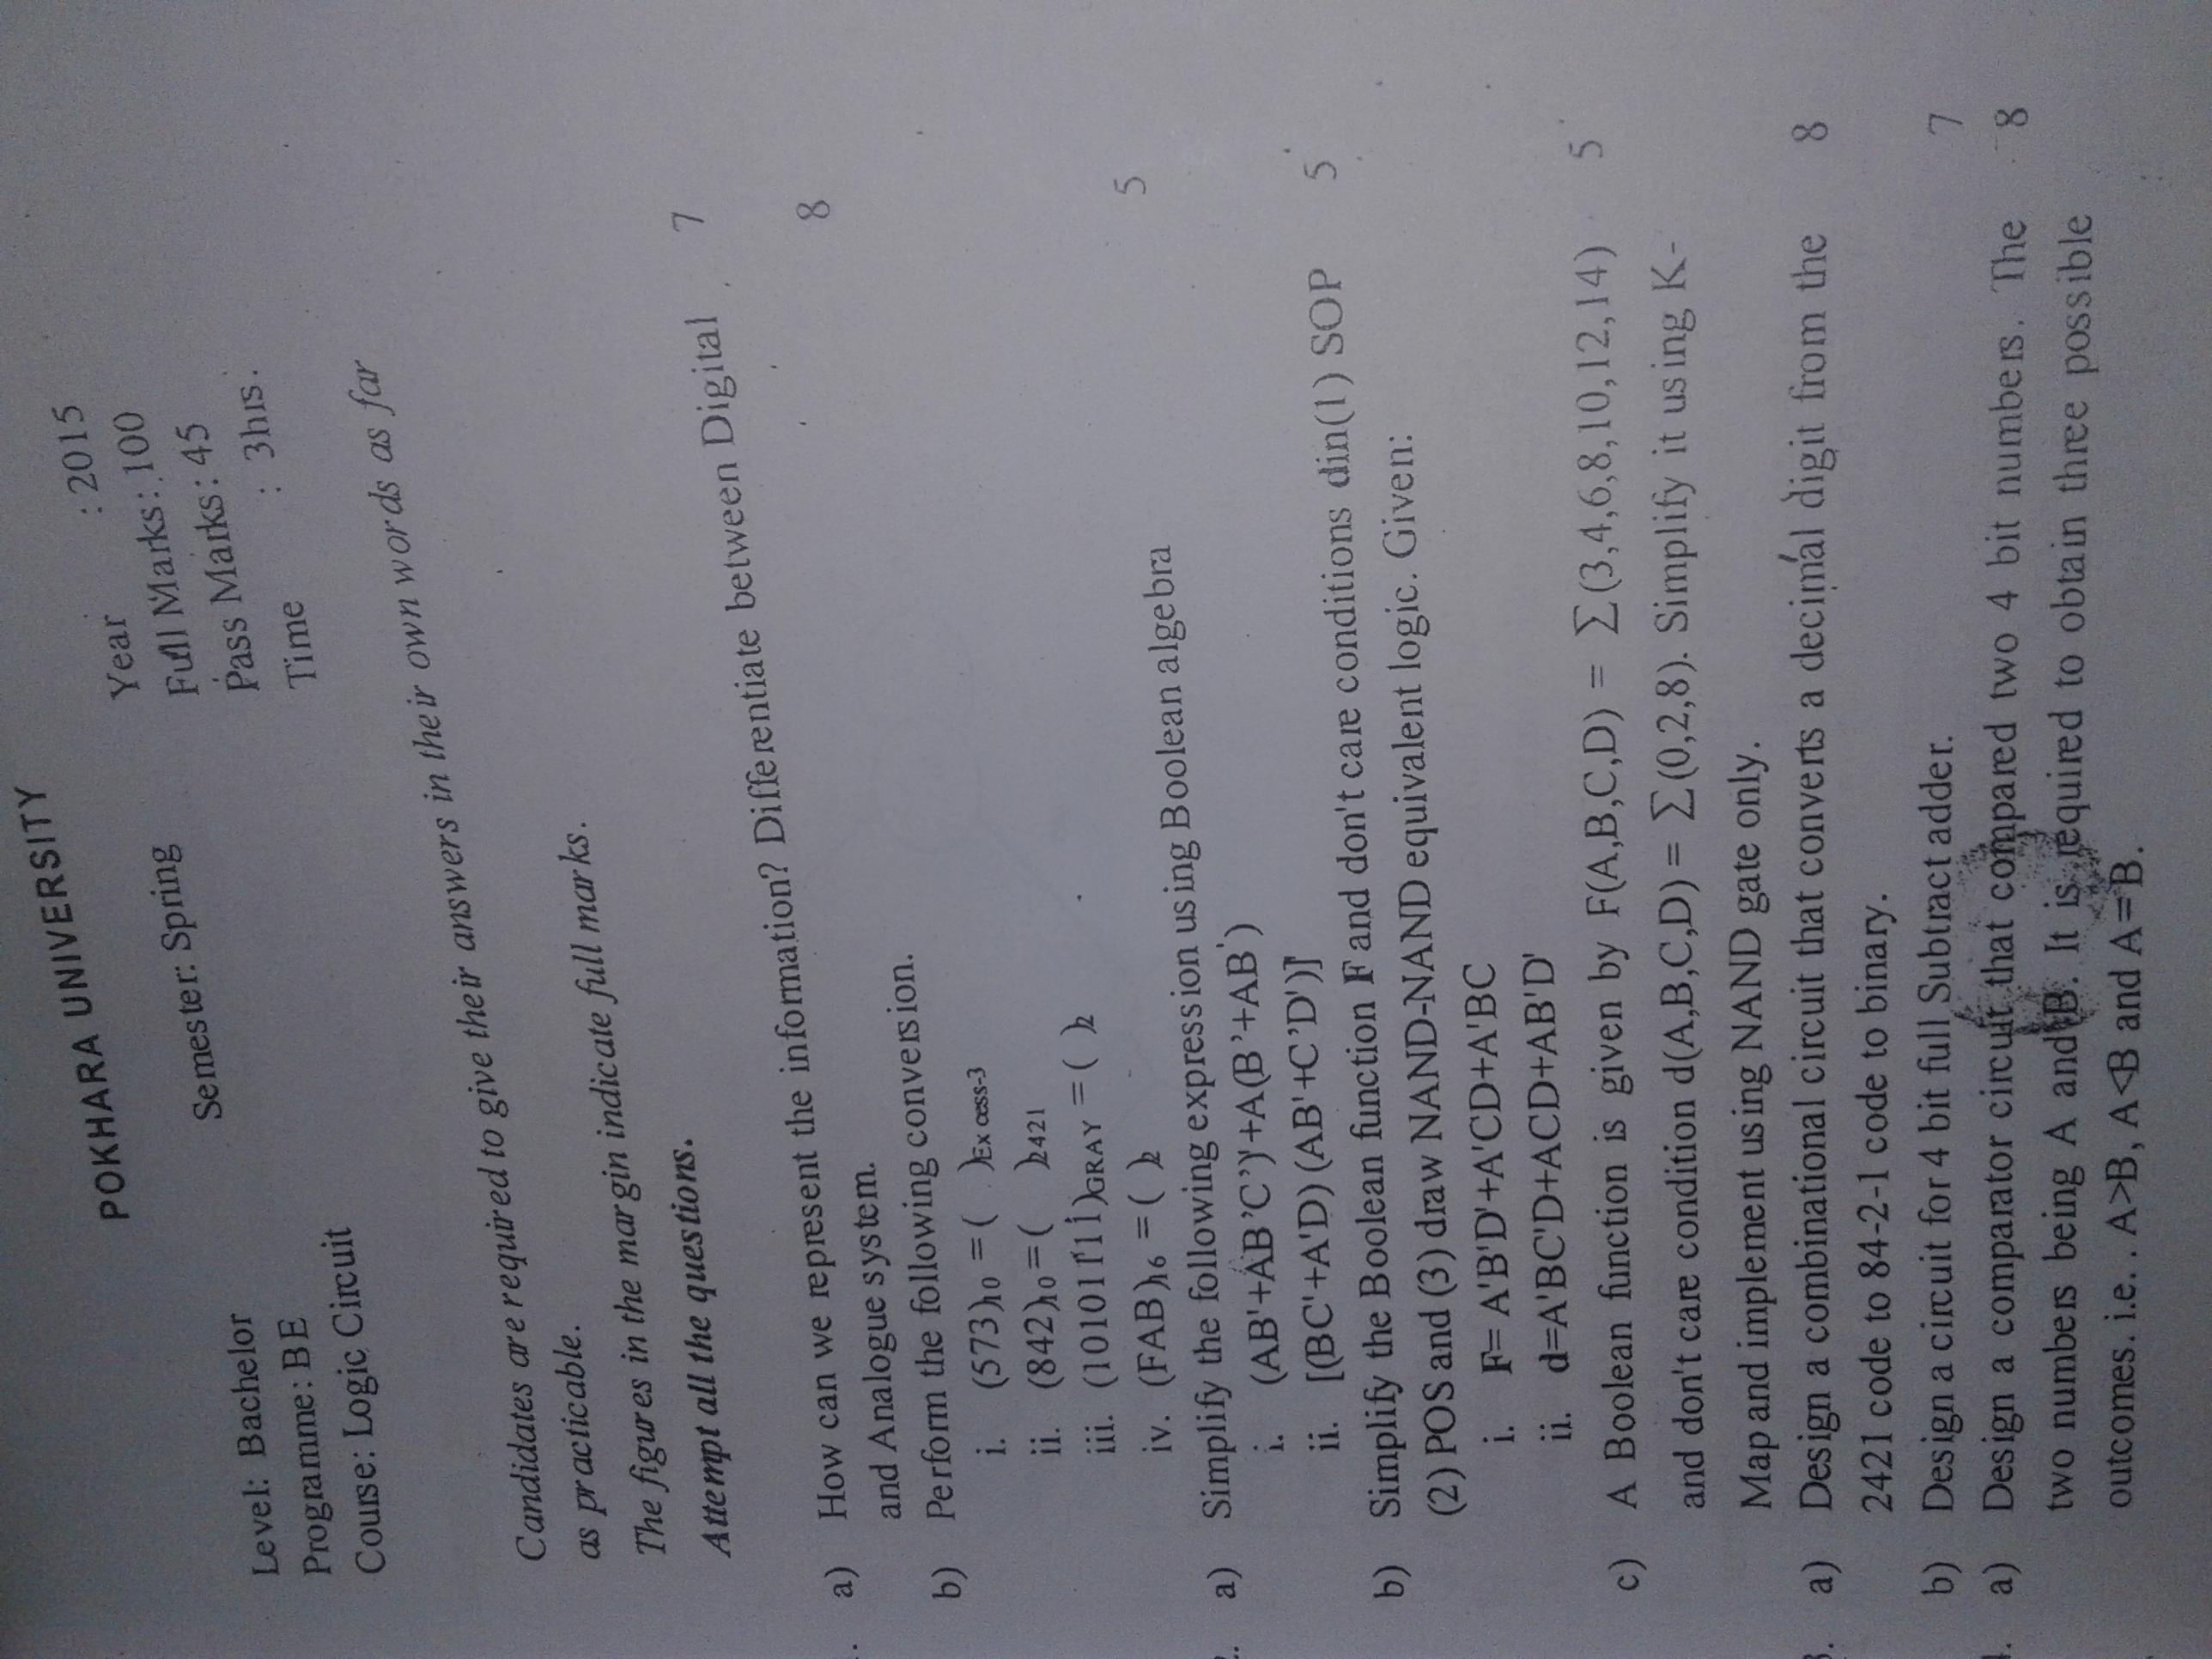 POKHARA UNIVERSITY
Level: Bachelor Semester: Spring Year : 2015
Programme: BE Full Marks: 100
Course: Logic Circuit Pass Marks: 45
Time : 3hrs.
Candidates are required to give their answers in their own words as far
as practicable.
The figures in the margin indicate full marks.
Attempt all the questions.
a) How can we represent the information? Differentiate between Digital 7
and Analogue system.
b) Perform the following conversion. 8
i. (573)10 = ( )Excess-3
ii. (842)10 = ( )2421
iii. (10101111)GRAY = ( )2
iv. (FAB)16 = ( )2
a) Simplify the following expression using Boolean algebra 5
i. (AB'+AB'C')'+A(B'+AB')
ii. [(BC'+A'D) (AB'+C'D')]'
b) Simplify the Boolean function F and don't care conditions din(1) SOP 5
(2) POS and (3) draw NAND-NAND equivalent logic. Given:
i. F= A'B'D'+A'CD+A'BC
ii. d=A'BC'D+ACD+AB'D'
c) A Boolean function is given by F(A,B,C,D) = ∑(3,4,6,8,10,12,14) 5
and don't care condition d(A,B,C,D) = ∑(0,2,8). Simplify it using K-
Map and implement using NAND gate only.
3. a) Design a combinational circuit that converts a decimal digit from the 8
2421 code to 84-2-1 code to binary.
b) Design a circuit for 4 bit full Subtract adder. 7
a) Design a comparator circuit that compared two 4 bit numbers. The 8
two numbers being A and B. It is required to obtain three possible
outcomes. i.e. . A>B, A<B and A=B.